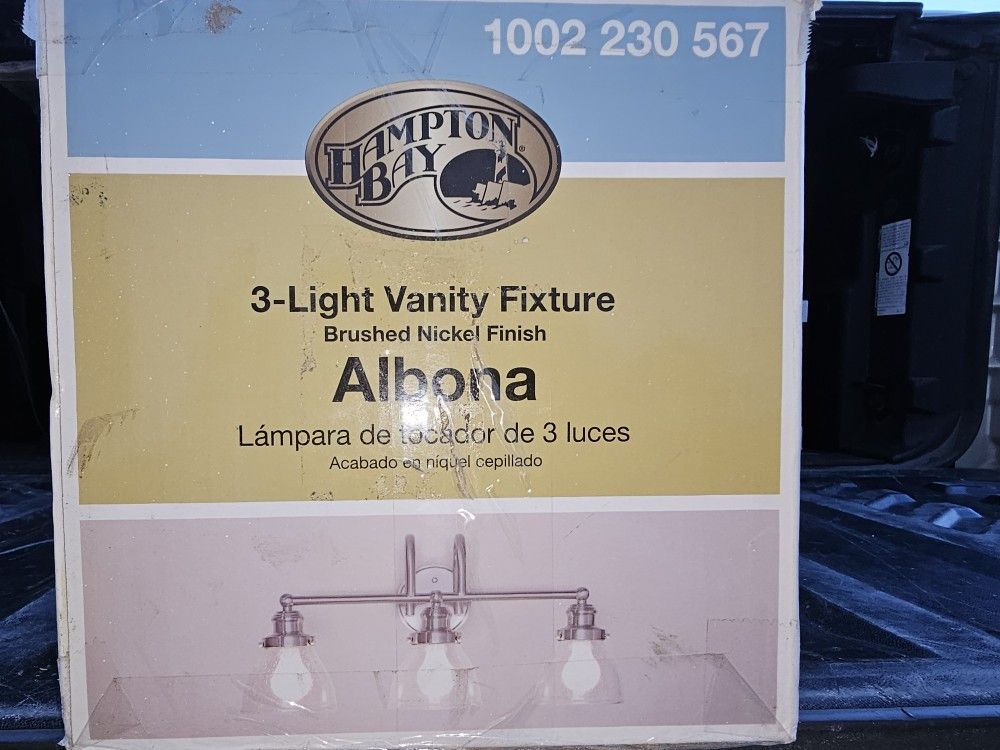 1002 230 567
HAMPTON
BAY
3-Light Vanity Fixture
Brushed Nickel Finish
Albona
Lámpara de tocador de 3 luces
Acabado en níquel cepillado